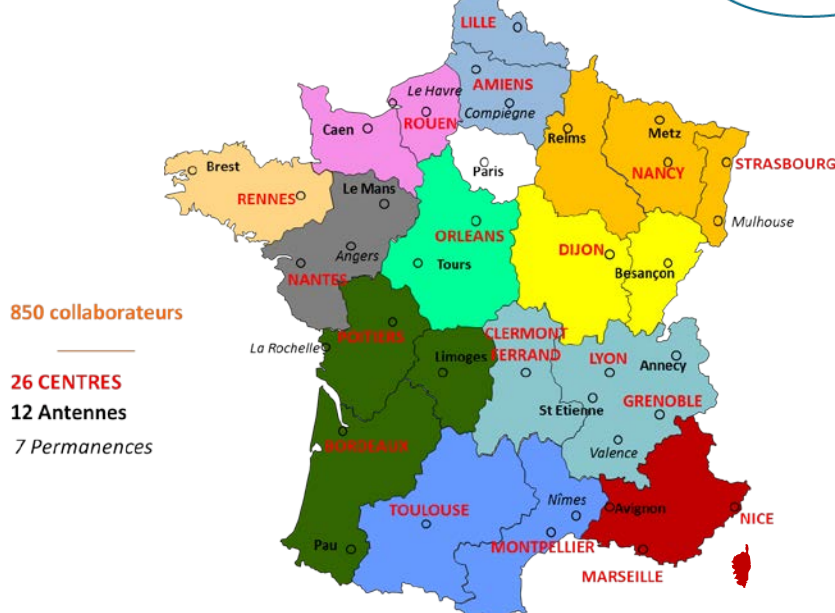 LILLE
AMIENS
Le Havre
Compiègne
ROUEN
Caen
Reims
Metz
Paris
NANCY
STRASBOURG
Brest
Le Mans
RENNES
Mulhouse
ORLEANS
Angers
DIJON
Tours
Besançon
NANTES
850 collaborateurs
POITIERS
CLERMONT
FERRAND
La Rochelle
Limoges
LYON
Annecy
26 CENTRES
12 Antennes
7 Permanences
St Etienne
GRENOBLE
BORDEAUX
Valence
Nîmes
TOULOUSE
Avignon
NICE
Pau
MONTPELLIER
MARSEILLE